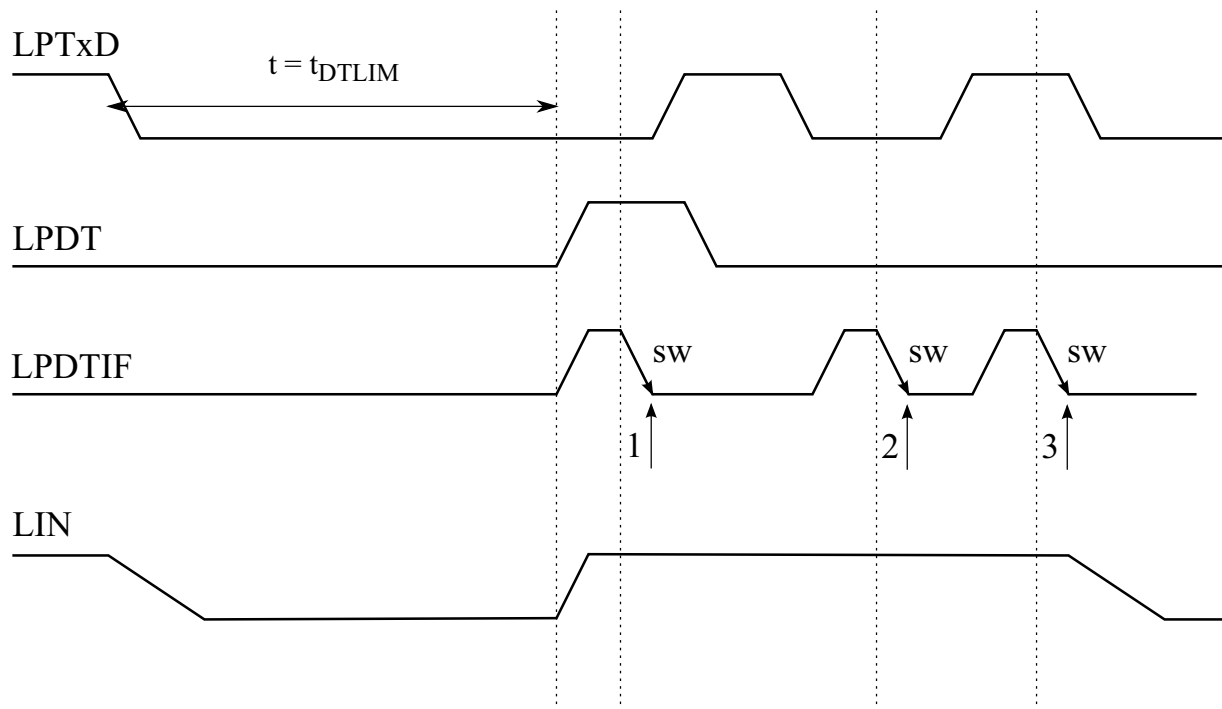 LPTxD
t = tDTLIM
LPDT
LPDTIF
sw
sw
sw
1
2
3
LIN